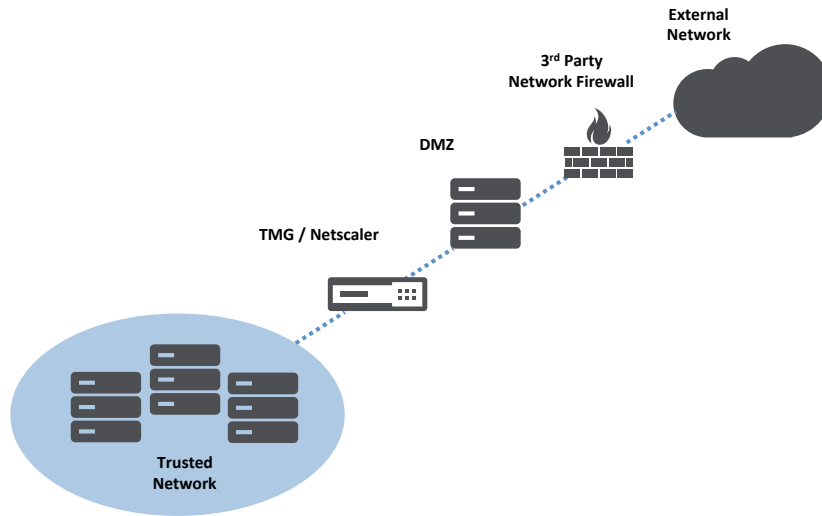 External
Network
3rd Party
Network Firewall
DMZ
TMG / Netscaler
Trusted
Network